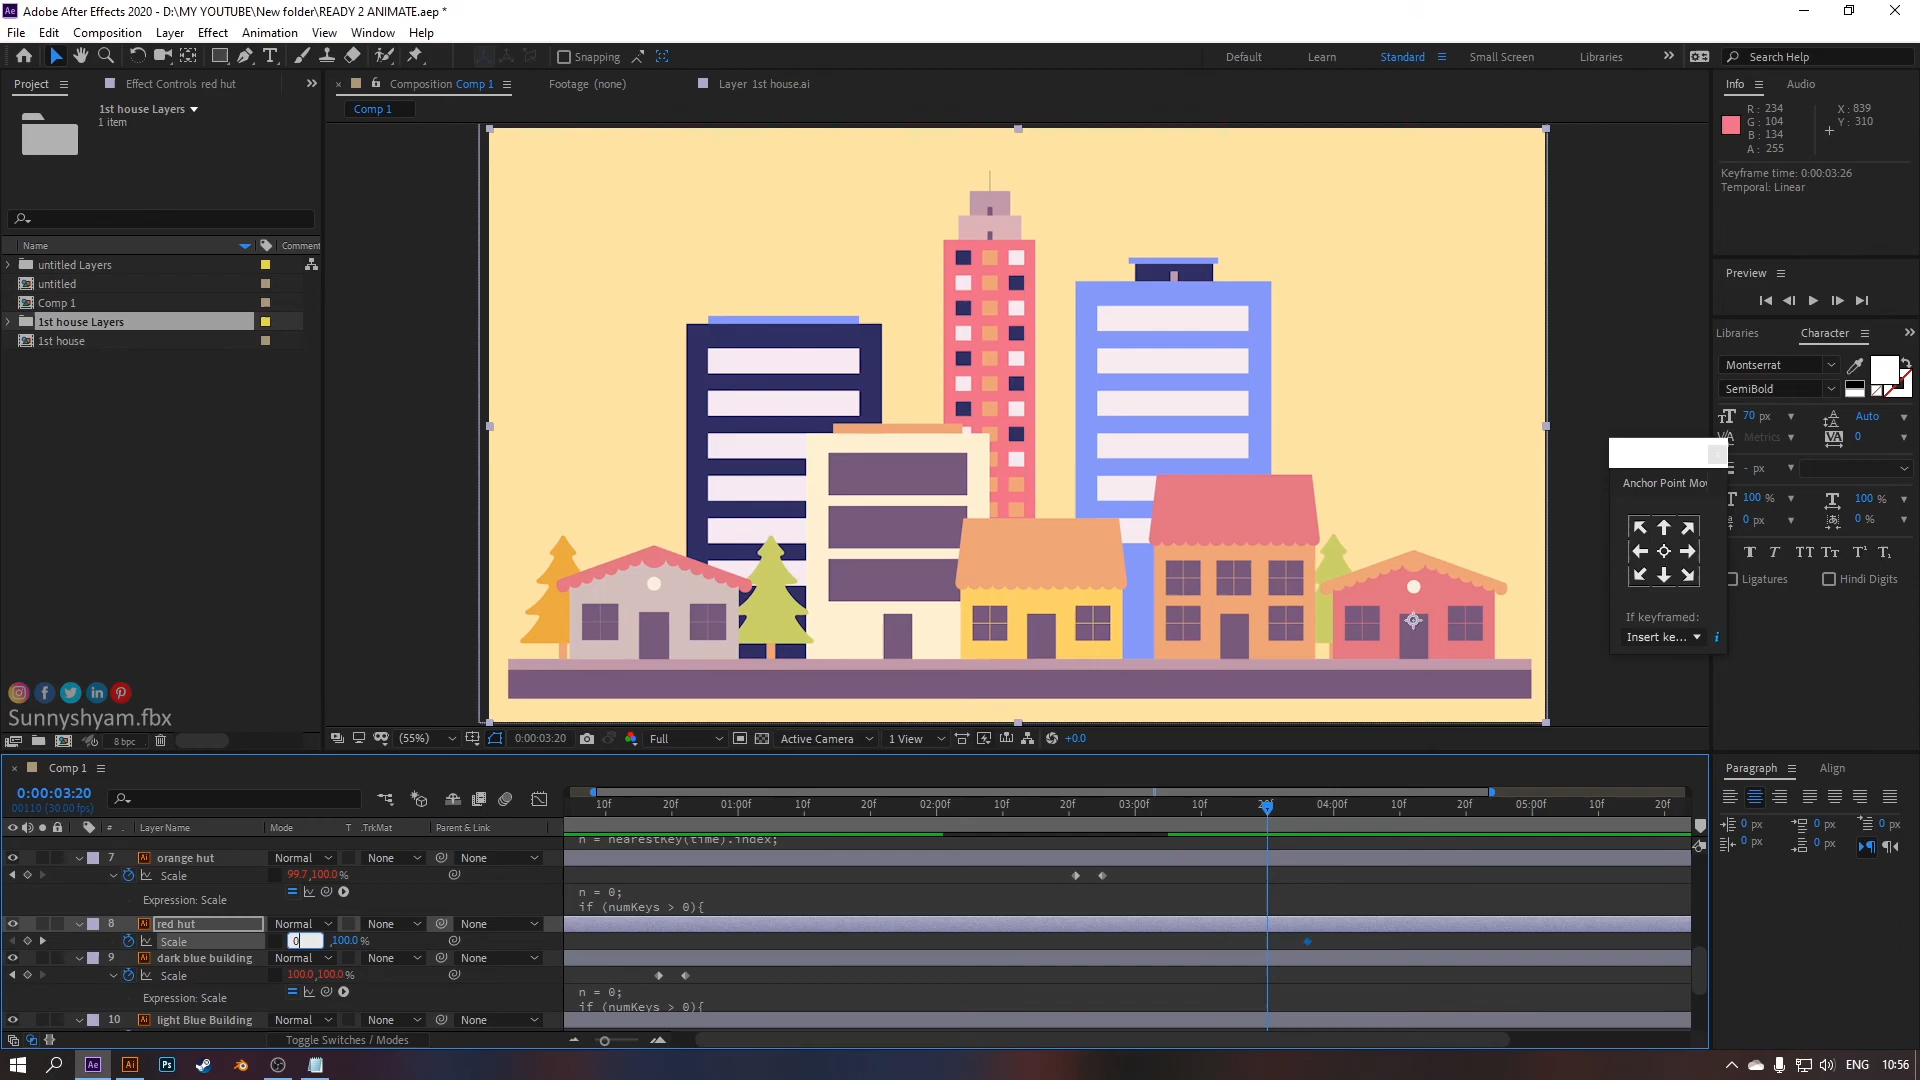 Adobe After Effects 2020 - D:\MY YOUTUBE\New folder\READY 2 ANIMATE.aep *
File Edit Composition Layer Effect Animation View Window Help
Snapping
Default Learn Standard Small Screen Libraries
Search Help
Project Effect Controls red hut
Composition Comp 1 Footage (none) Layer 1st house.ai
Info Audio
1st house Layers
1 item
Comp 1
R : 234
G : 104
B : 134
A : 255
X : 839
Y : 310
Keyframe time: 0:00:03:26
Temporal: Linear
Name Comment
untitled Layers
untitled
Comp 1
1st house Layers
1st house
Preview
Libraries Character
Montserrat
SemiBold
70 px Auto
Metrics 0
- px
100 % 100 %
0 px 0 %
T T TT Tт T¹ T₁
Ligatures Hindi Digits
Anchor Point Mov
If keyframed:
Insert ke...
Sunnyshyam.fbx
8 bpc
(55%) 0:00:03:20 Full Active Camera 1 View +0.0
Comp 1
0:00:03:20
00110 (30.00 fps)
10f 20f 01:00f 10f 20f 02:00f 10f 20f 03:00f 10f 20f 04:00f 10f 20f 05:00f 10f 20f
# Layer Name Mode T .TrkMat Parent & Link
n = nearestKey(time).index;
7 orange hut Normal None None
Scale 99.7,100.0 %
Expression: Scale
n = 0;
if (numKeys > 0){
8 red hut Normal None None
Scale 0 ,100.0 %
9 dark blue building Normal None None
Scale 100.0,100.0 %
Expression: Scale
n = 0;
if (numKeys > 0){
10 light Blue Building Normal None None
Toggle Switches / Modes
Paragraph Align
0 px 0 px 0 px
0 px 0 px
ENG 10:56